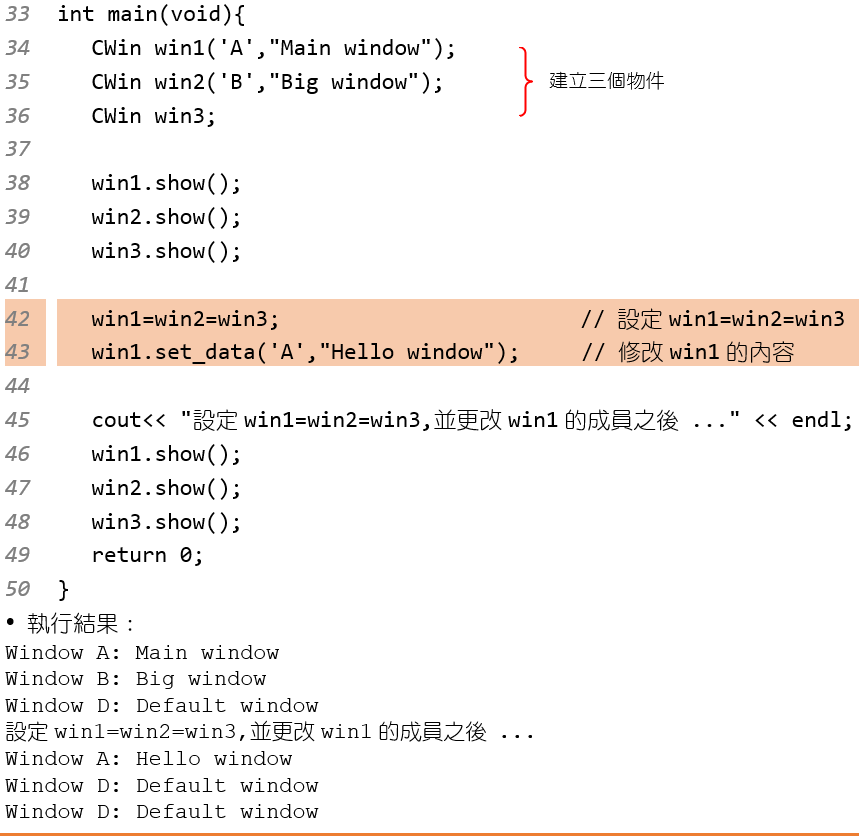 33 int main(void){
34 CWin win1('A',"Main window");
35 CWin win2('B',"Big window");
建立三個物件
36 CWin win3;
37
38 win1.show();
39 win2.show();
40 win3.show();
41
42 win1=win2=win3; // 設定 win1=win2=win3
43 win1.set_data('A',"Hello window"); // 修改 win1 的內容
44
45 cout<< "設定 win1=win2=win3,並更改 win1 的成員之後 ..." << endl;
46 win1.show();
47 win2.show();
48 win3.show();
49 return 0;
50 }
• 執行結果：
Window A: Main window
Window B: Big window
Window D: Default window
設定 win1=win2=win3,並更改 win1 的成員之後 ...
Window A: Hello window
Window D: Default window
Window D: Default window